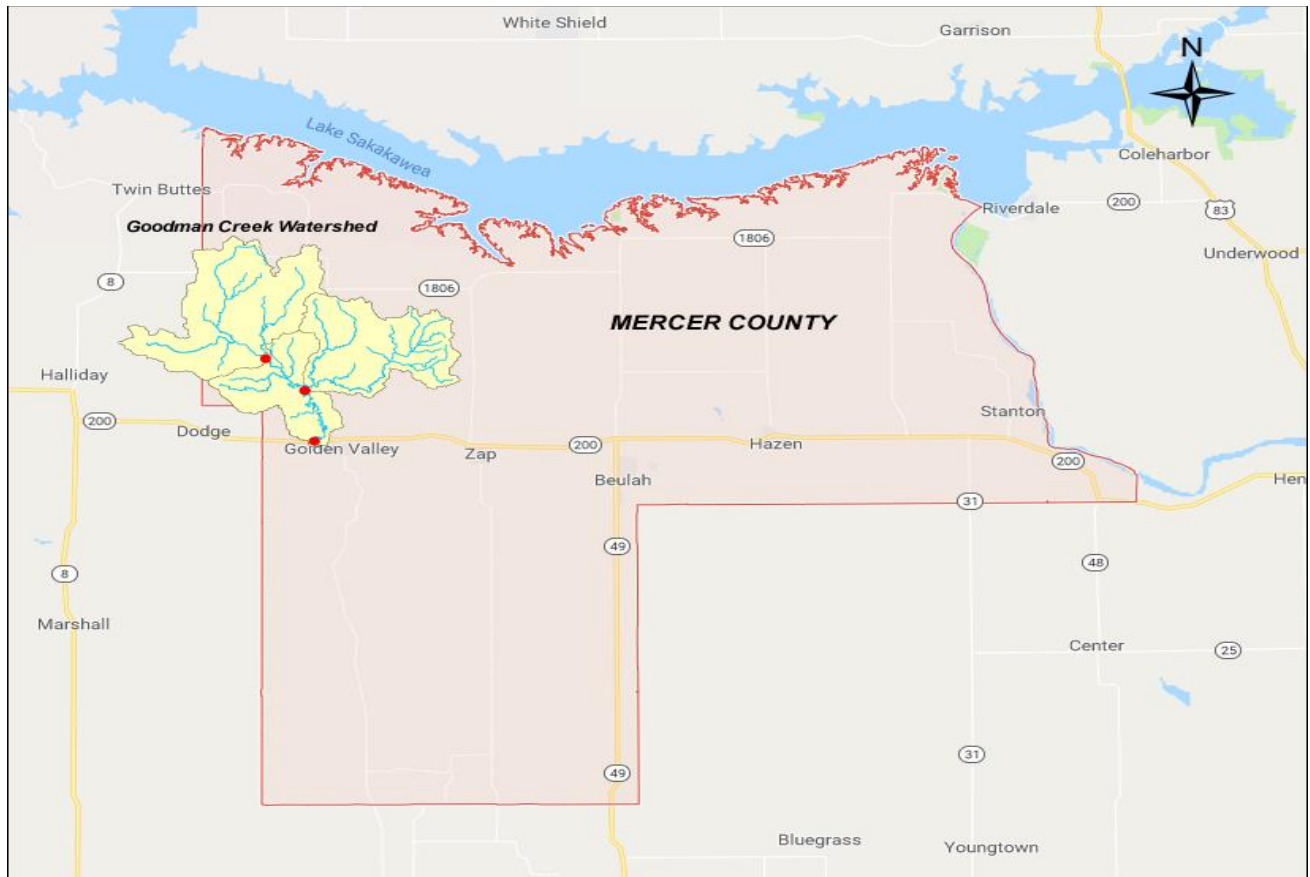 White Shield
Garrison
N
Lake Sakakawea
Coleharbor
Twin Buttes
Riverdale
200
83
Goodman Creek Watershed
1806
Underwood
8
1806
MERCER COUNTY
Halliday
200
Dodge
Golden Valley
Zap
200
Hazen
Stanton
200
Beulah
Hen
31
49
48
8
Marshall
Center
25
31
49
Bluegrass
Youngtown